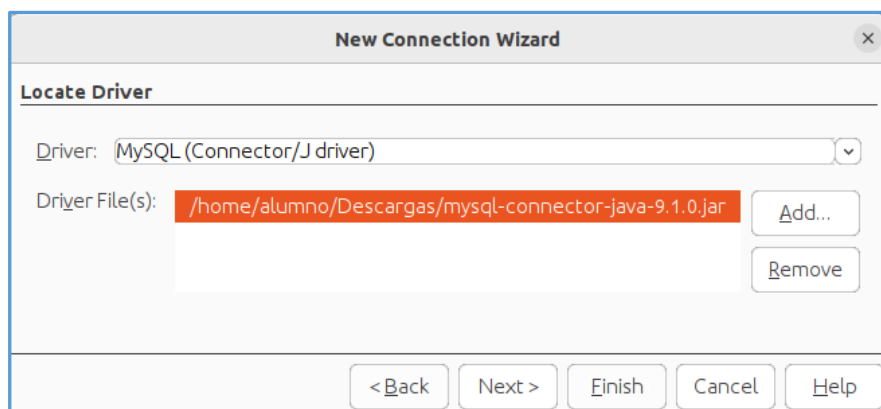 New Connection Wizard
Locate Driver
Driver: MySQL (Connector/J driver)
Driver File(s): /home/alumno/Descargas/mysql-connector-java-9.1.0.jar
Add...
Remove
< Back Next > Finish Cancel Help